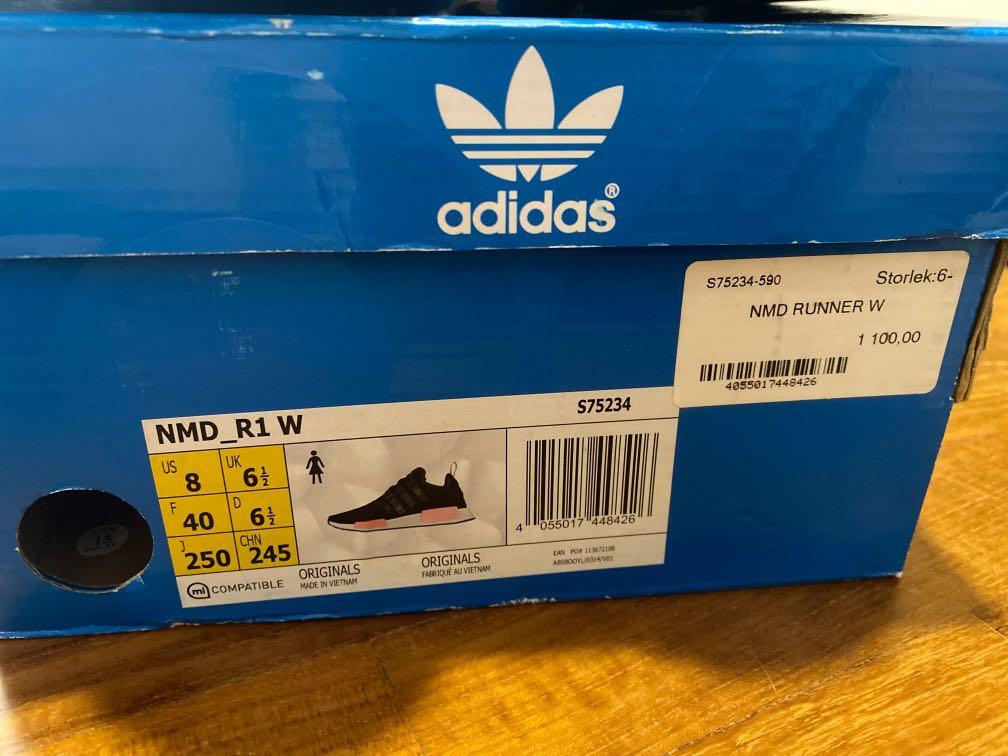 adidas®
S75234-590 Storlek:6-
NMD RUNNER W
1 100,00
4055017448426
NMD_R1 W S75234
US 8 UK 6½
F 40 D 6½
J 250 CHN 245
mi COMPATIBLE
ORIGINALS
MADE IN VIETNAM
ORIGINALS
FABRIQUÉ AU VIETNAM
4 055017 448426
EAN PO# 113672108